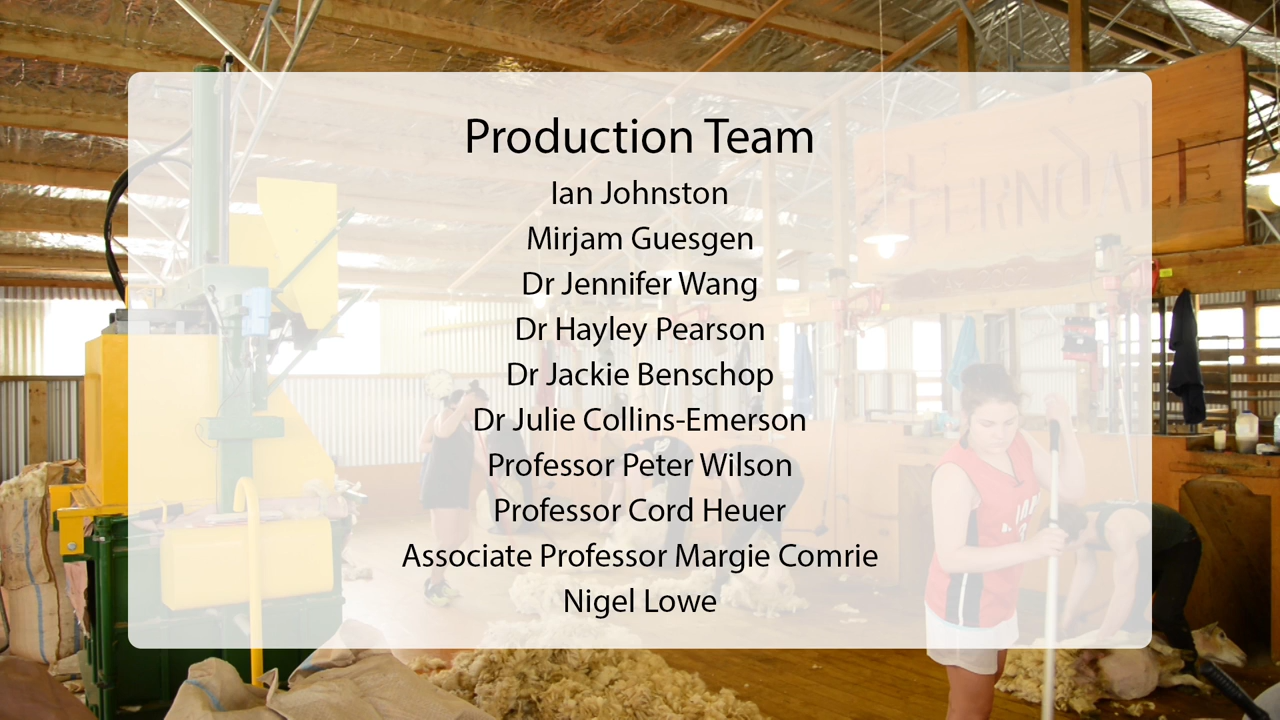 Production Team
Ian Johnston
Mirjam Guesgen
Dr Jennifer Wang
Dr Hayley Pearson
Dr Jackie Benschop
Dr Julie Collins-Emerson
Professor Peter Wilson
Professor Cord Heuer
Associate Professor Margie Comrie
Nigel Lowe